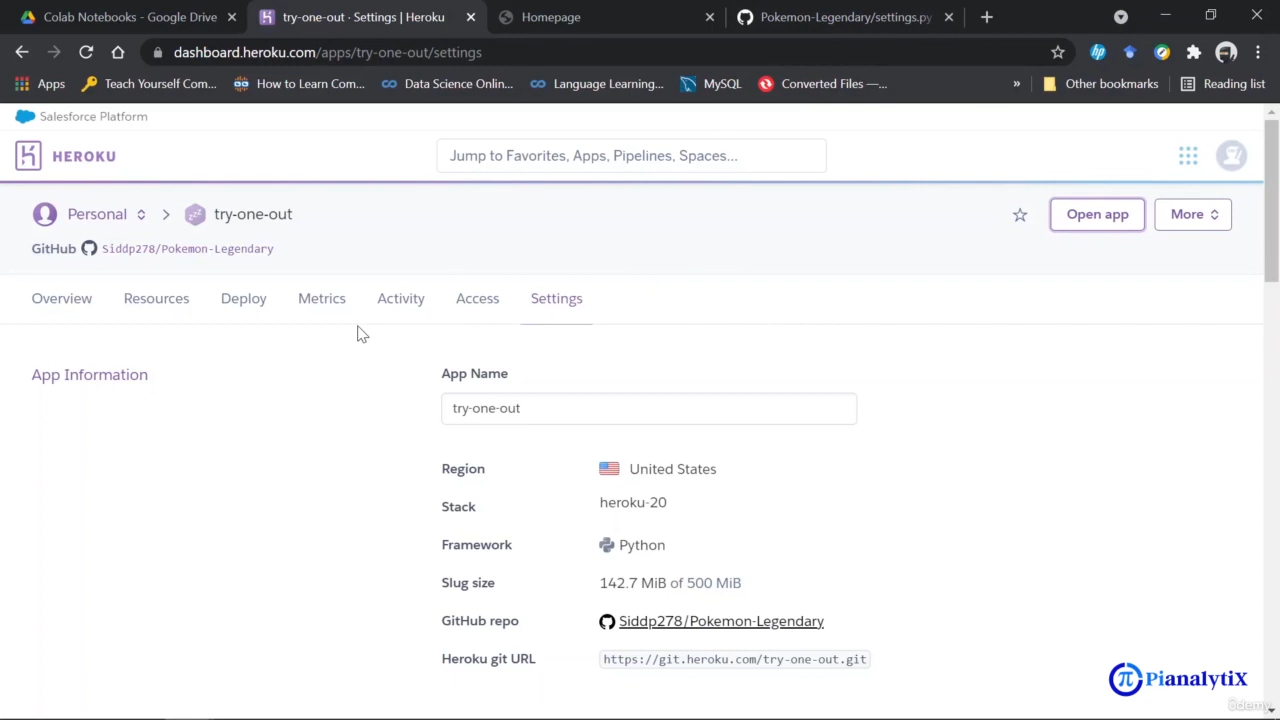 Colab Notebooks - Google Drive
try-one-out · Settings | Heroku
Homepage
Pokemon-Legendary/settings.py
dashboard.heroku.com/apps/try-one-out/settings
Apps
Teach Yourself Com...
How to Learn Com...
Data Science Onlin...
Language Learning...
MySQL
Converted Files —...
»
Other bookmarks
Reading list
Salesforce Platform
HEROKU
Jump to Favorites, Apps, Pipelines, Spaces...
Personal
try-one-out
Open app
More
GitHub Siddp278/Pokemon-Legendary
Overview
Resources
Deploy
Metrics
Activity
Access
Settings
App Information
App Name
try-one-out
Region
United States
Stack
heroku-20
Framework
Python
Slug size
142.7 MiB of 500 MiB
GitHub repo
Siddp278/Pokemon-Legendary
Heroku git URL
https://git.heroku.com/try-one-out.git
PianalytiX
ûdemy